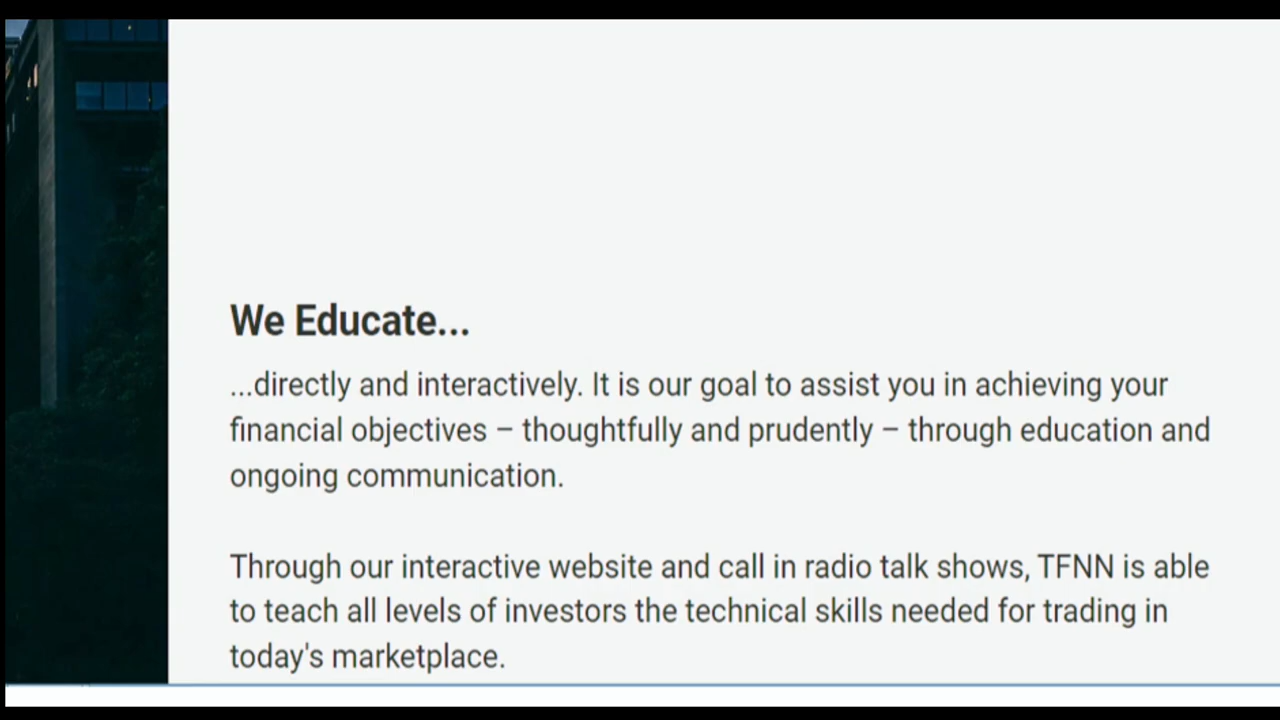 We Educate...
...directly and interactively. It is our goal to assist you in achieving your
financial objectives – thoughtfully and prudently – through education and
ongoing communication.
Through our interactive website and call in radio talk shows, TFNN is able
to teach all levels of investors the technical skills needed for trading in
today's marketplace.